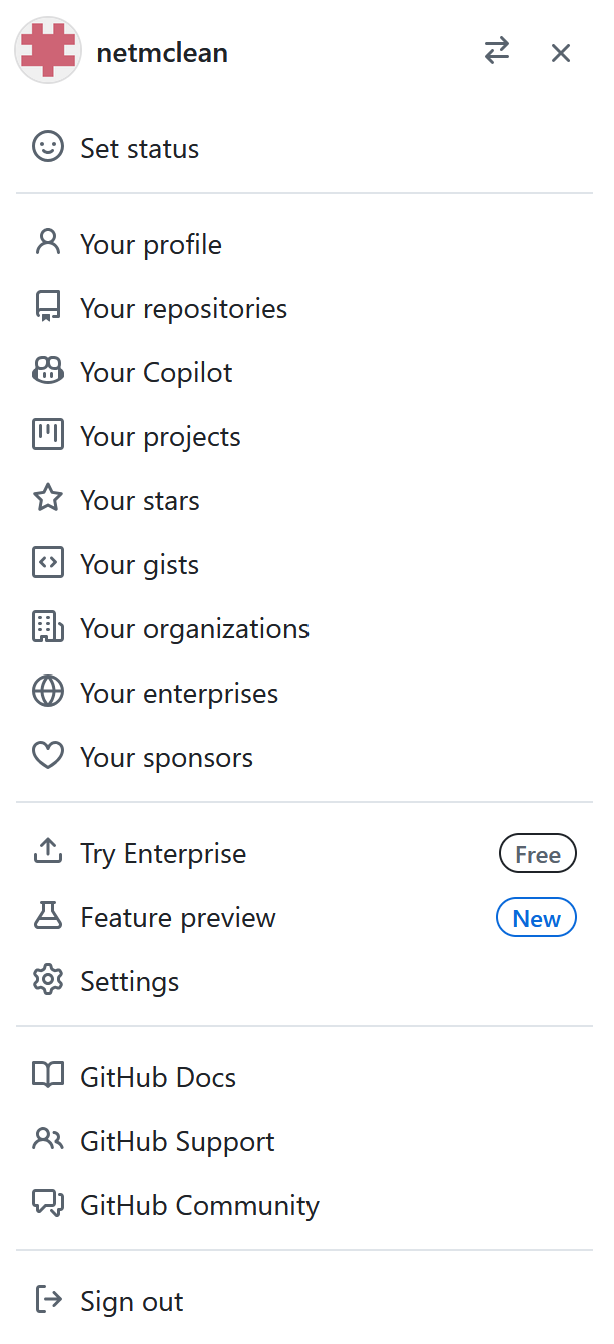 netmclean
Set status
Your profile
Your repositories
Your Copilot
Your projects
Your stars
Your gists
Your organizations
Your enterprises
Your sponsors
Try Enterprise Free
Feature preview New
Settings
GitHub Docs
GitHub Support
GitHub Community
Sign out